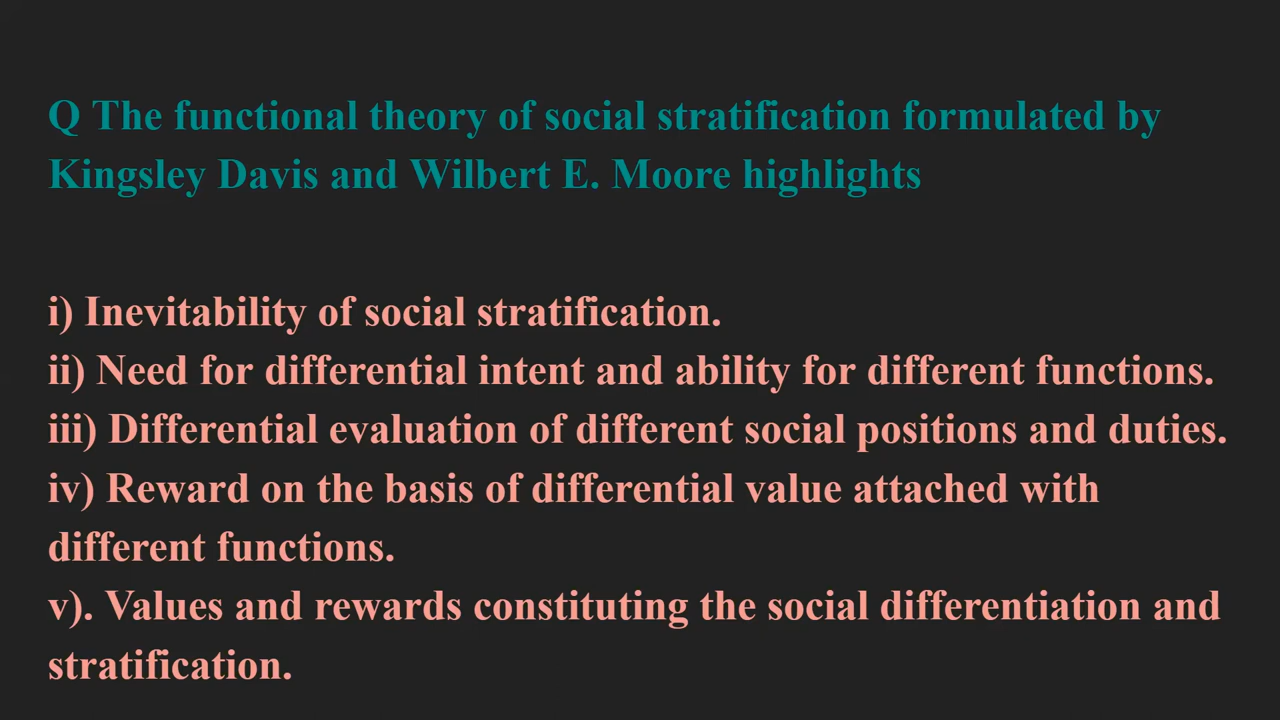 Q The functional theory of social stratification formulated by
Kingsley Davis and Wilbert E. Moore highlights
i) Inevitability of social stratification.
ii) Need for differential intent and ability for different functions.
iii) Differential evaluation of different social positions and duties.
iv) Reward on the basis of differential value attached with
different functions.
v). Values and rewards constituting the social differentiation and
stratification.